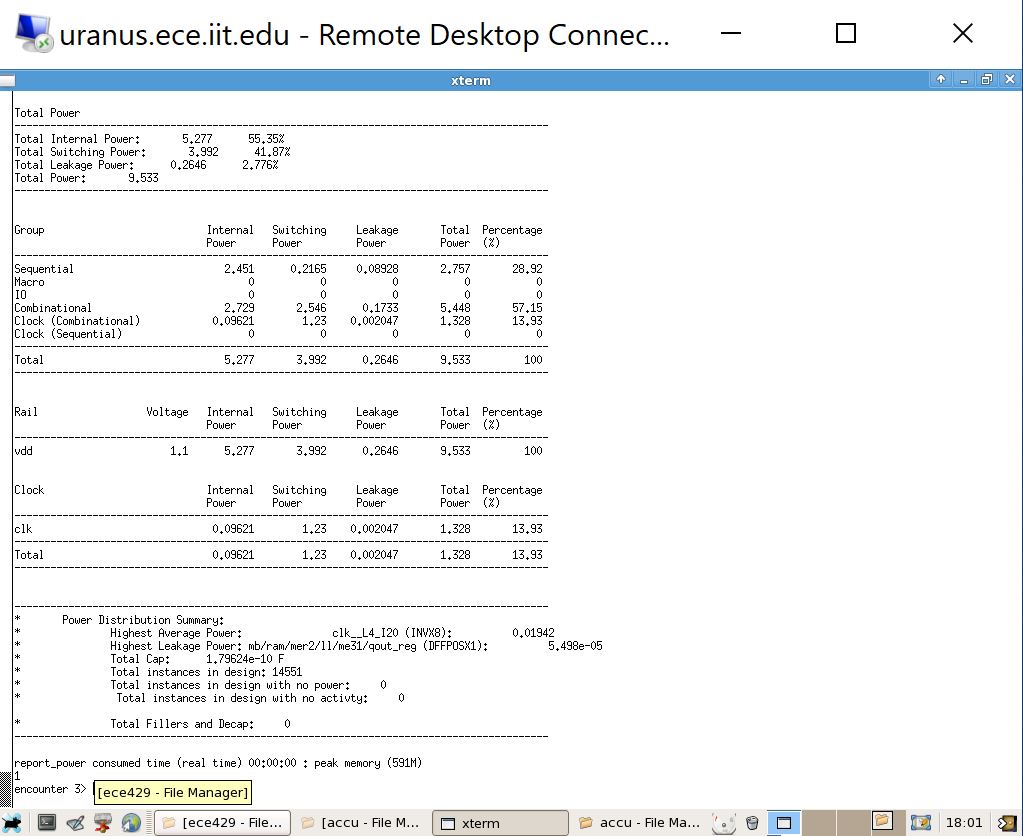 uranus.ece.iit.edu - Remote Desktop Connec...
xterm
Total Power
Total Internal Power: 5.277 55.35%
Total Switching Power: 3.992 41.87%
Total Leakage Power: 0.2646 2.776%
Total Power: 9.533
Group Internal Switching Leakage Total Percentage
Power Power Power Power (%)
Sequential 2.451 0.2165 0.08928 2.757 28.92
Macro 0 0 0 0 0
IO 0 0 0 0 0
Combinational 2.729 2.546 0.1733 5.448 57.15
Clock (Combinational) 0.09621 1.23 0.002047 1.328 13.93
Clock (Sequential) 0 0 0 0 0
Total 5.277 3.992 0.2646 9.533 100
Rail Voltage Internal Switching Leakage Total Percentage
Power Power Power Power (%)
vdd 1.1 5.277 3.992 0.2646 9.533 100
Clock Internal Switching Leakage Total Percentage
Power Power Power Power (%)
clk 0.09621 1.23 0.002047 1.328 13.93
Total 0.09621 1.23 0.002047 1.328 13.93
* Power Distribution Summary:
* Highest Average Power: clk__L4_I20 (INVX8): 0.01942
* Highest Leakage Power: mb/ram/mer2/ll/me31/qout_reg (DFFPOSX1): 5.498e-05
* Total Cap: 1.79624e-10 F
* Total instances in design: 14551
* Total instances in design with no power: 0
* Total instances in design with no activty: 0
* Total Fillers and Decap: 0
report_power consumed time (real time) 00:00:00 : peak memory (591M)
1
encounter 3>
[ece429 - File Manager]
[ece429 - File...
[accu - File M...
xterm
accu - File Ma...
18:01